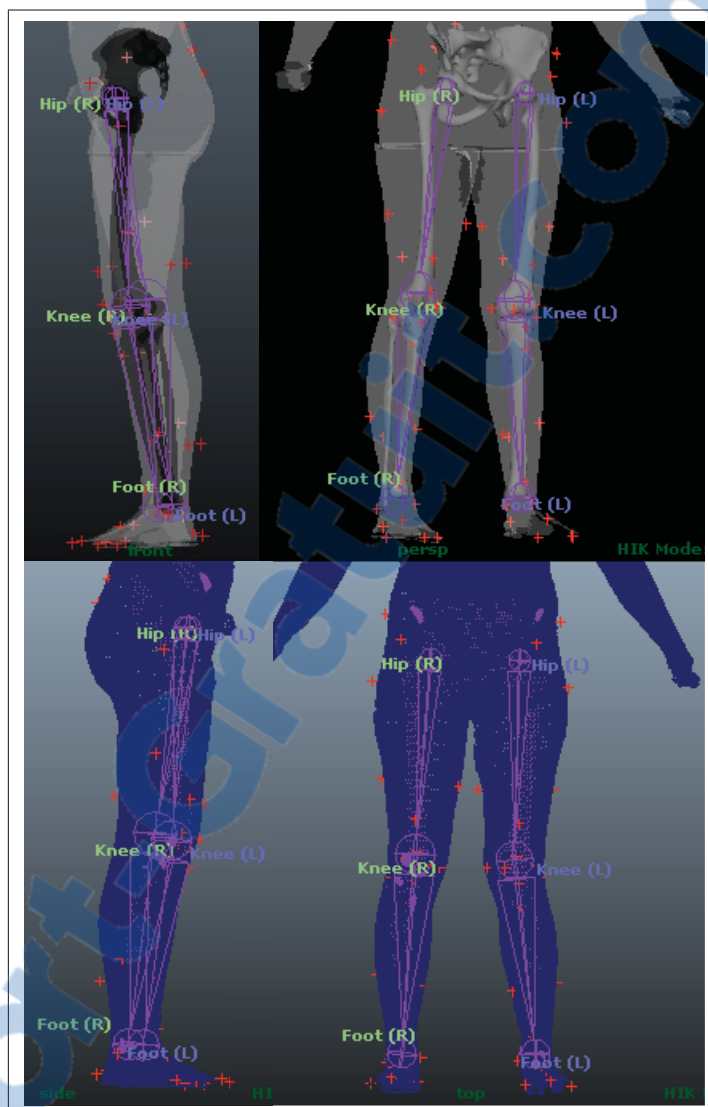 Hip (R) Hip (L)
Knee (R) Knee (L)
Foot (R)
Foot (L)
front
Hip (R) Hip (L)
Knee (R) Knee (L)
Foot (R)
Foot (L)
persp HIK Mode
Hip (R) Hip (L)
Knee (R) Knee (L)
Foot (R)
Foot (L)
side HI
Hip (R) Hip (L)
Knee (R) Knee (L)
Foot (R)
Foot (L)
top HIK